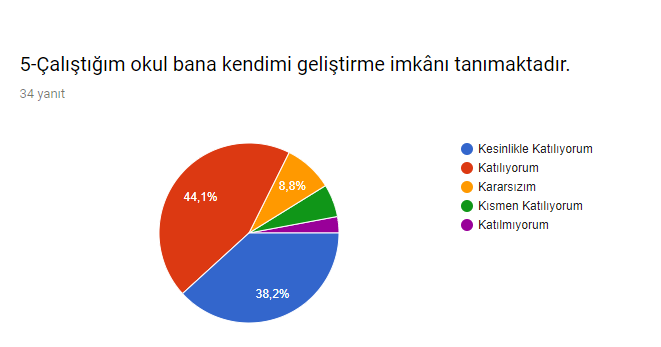 5-Çalıştığım okul bana kendimi geliştirme imkânı tanımaktadır.
34 yanıt
Kesinlikle Katılıyorum
Katılıyorum
Kararsızım
Kısmen Katılıyorum
Katılmıyorum
44,1%
8,8%
38,2%